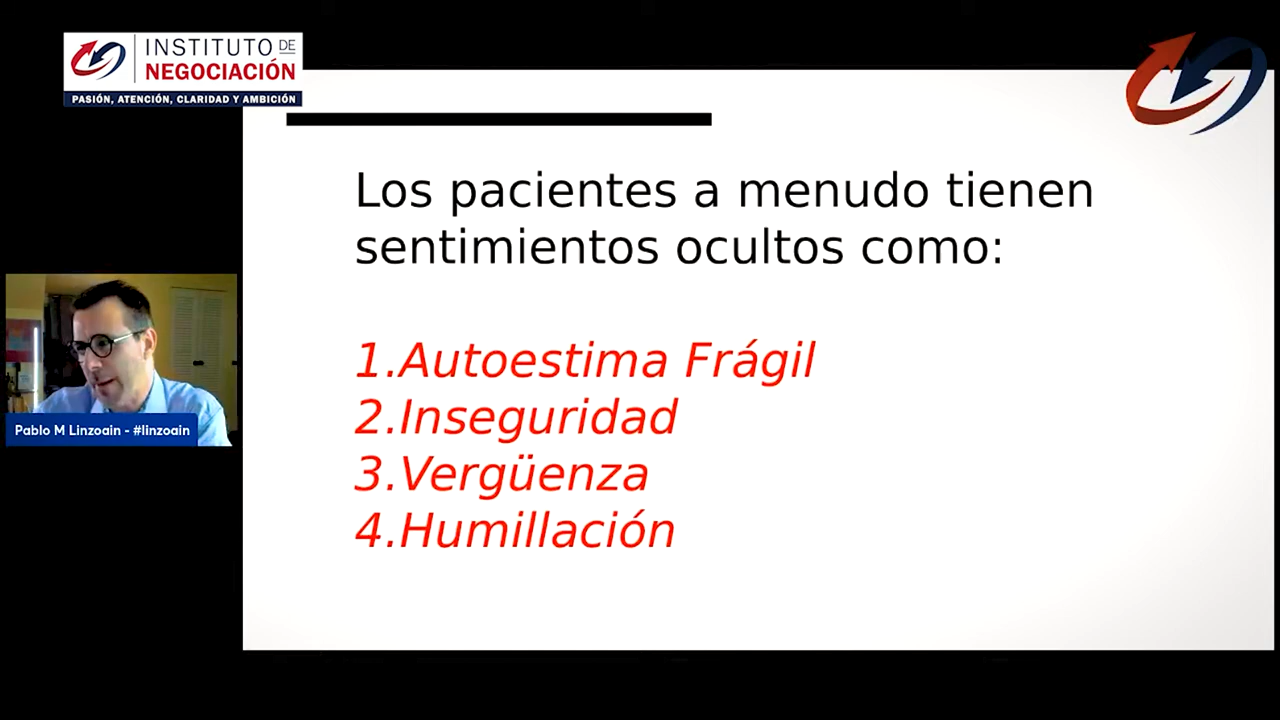 INSTITUTO DE
NEGOCIACIÓN
PASIÓN, ATENCIÓN, CLARIDAD Y AMBICIÓN
Los pacientes a menudo tienen
sentimientos ocultos como:
1.Autoestima Frágil
2.Inseguridad
3.Vergüenza
4.Humillación
Pablo M Linzoain - #linzoain